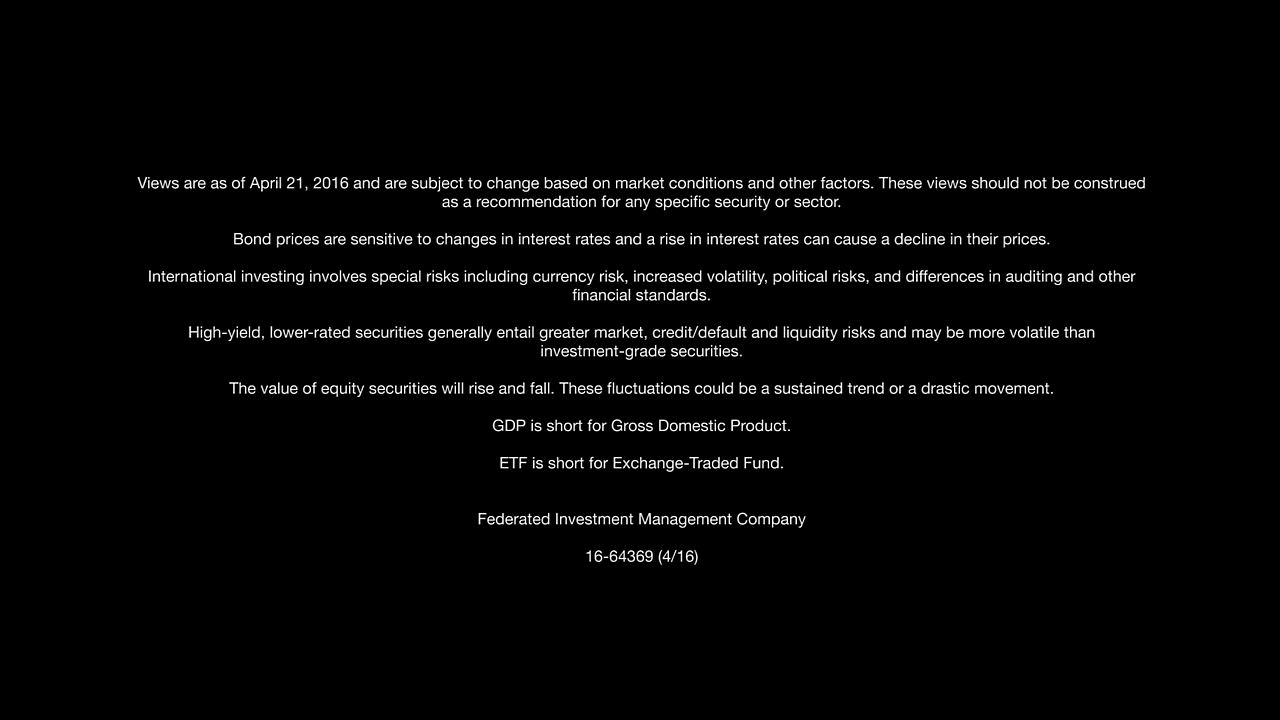 Views are as of April 21, 2016 and are subject to change based on market conditions and other factors. These views should not be construed
as a recommendation for any specific security or sector.
Bond prices are sensitive to changes in interest rates and a rise in interest rates can cause a decline in their prices.
International investing involves special risks including currency risk, increased volatility, political risks, and differences in auditing and other
financial standards.
High-yield, lower-rated securities generally entail greater market, credit/default and liquidity risks and may be more volatile than
investment-grade securities.
The value of equity securities will rise and fall. These fluctuations could be a sustained trend or a drastic movement.
GDP is short for Gross Domestic Product.
ETF is short for Exchange-Traded Fund.
Federated Investment Management Company
16-64369 (4/16)